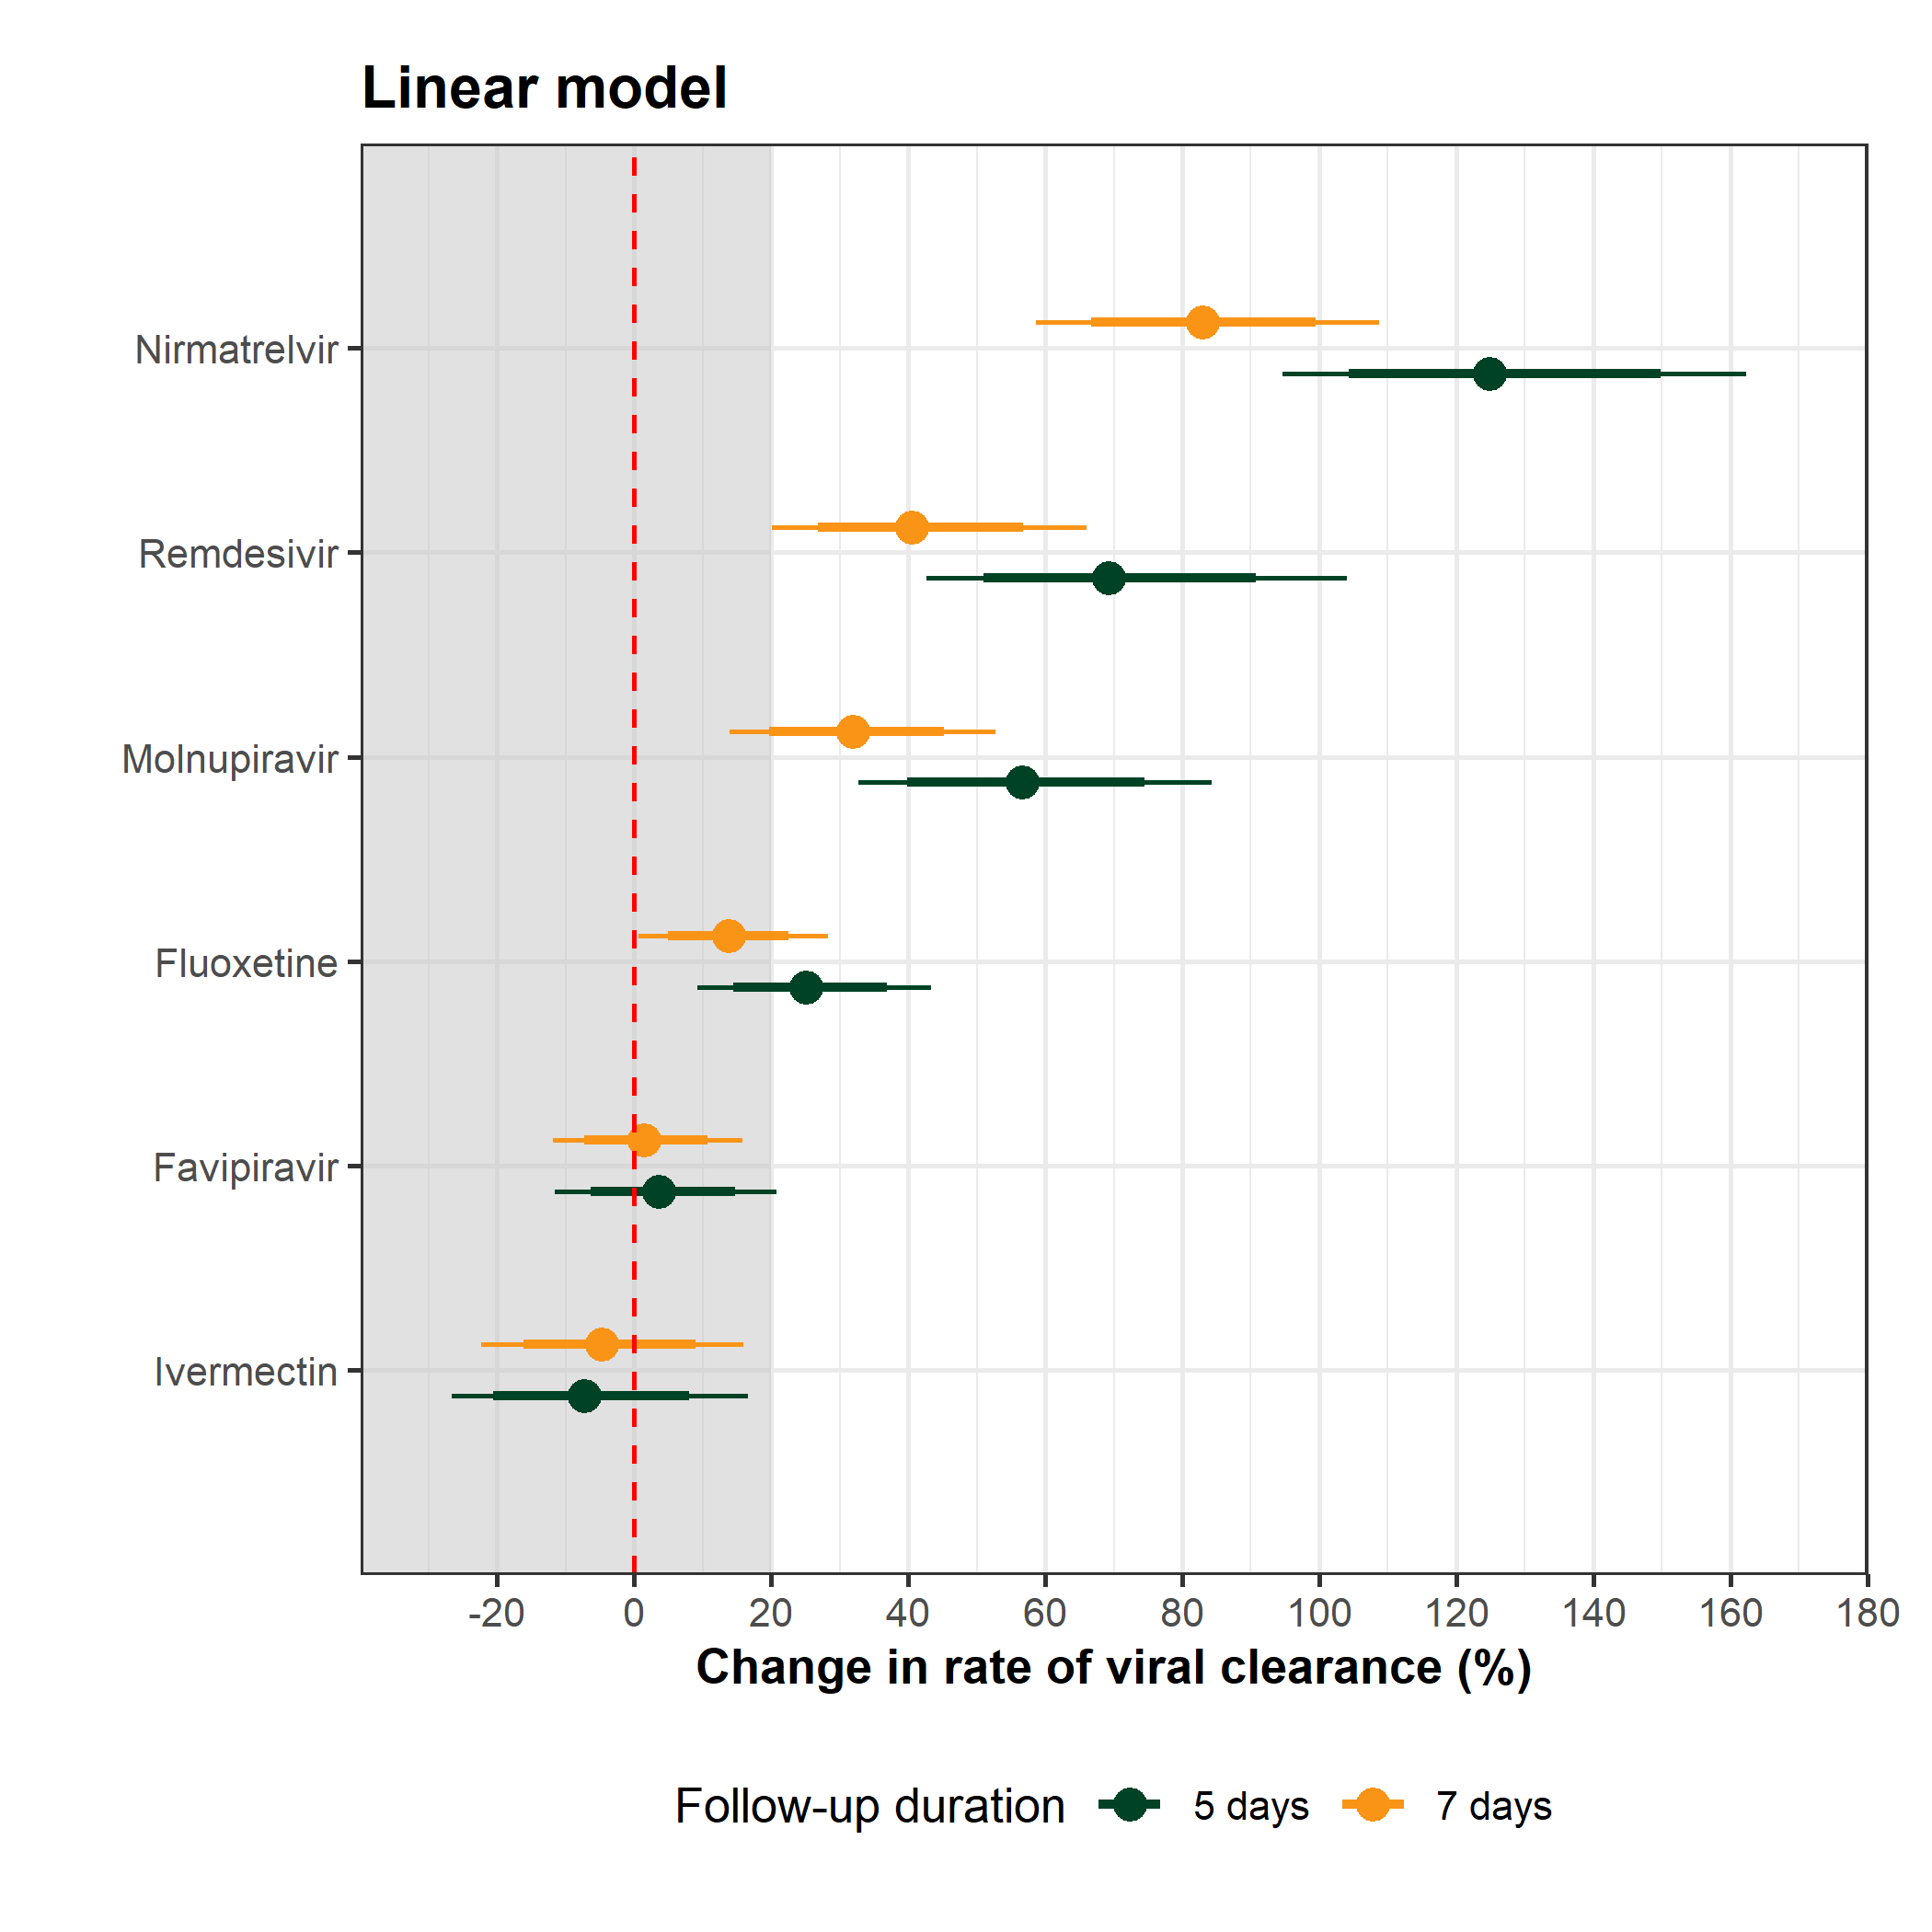 Linear model
Nirmatrelvir
Remdesivir
Molnupiravir
Fluoxetine
Favipiravir
Ivermectin
-20 0 20 40 60 80 100 120 140 160 180
Change in rate of viral clearance (%)
Follow-up duration 5 days 7 days